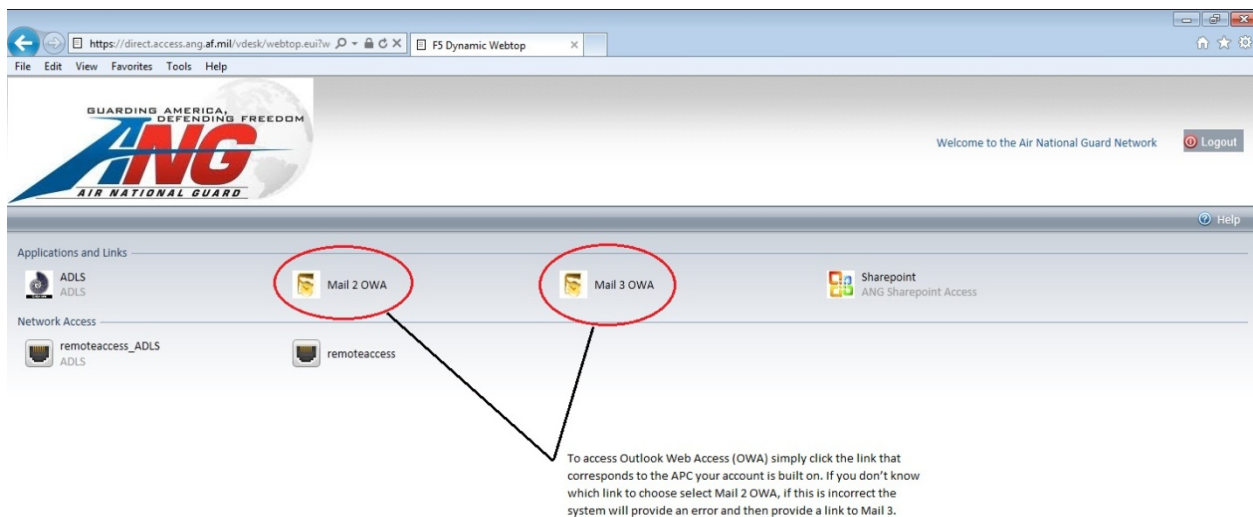 https://direct.access.ang.af.mil/vdesk/webtop.eui?w
F5 Dynamic Webtop
File Edit View Favorites Tools Help
GUARDING AMERICA,
DEFENDING FREEDOM
ANG
AIR NATIONAL GUARD
Welcome to the Air National Guard Network
Logout
Help
Applications and Links
ADLS
ADLS
Mail 2 OWA
Mail 3 OWA
Sharepoint
ANG Sharepoint Access
Network Access
remoteaccess_ADLS
ADLS
remoteaccess
To access Outlook Web Access (OWA) simply click the link that
corresponds to the APC your account is built on. If you don’t know
which link to choose select Mail 2 OWA, if this is incorrect the
system will provide an error and then provide a link to Mail 3.